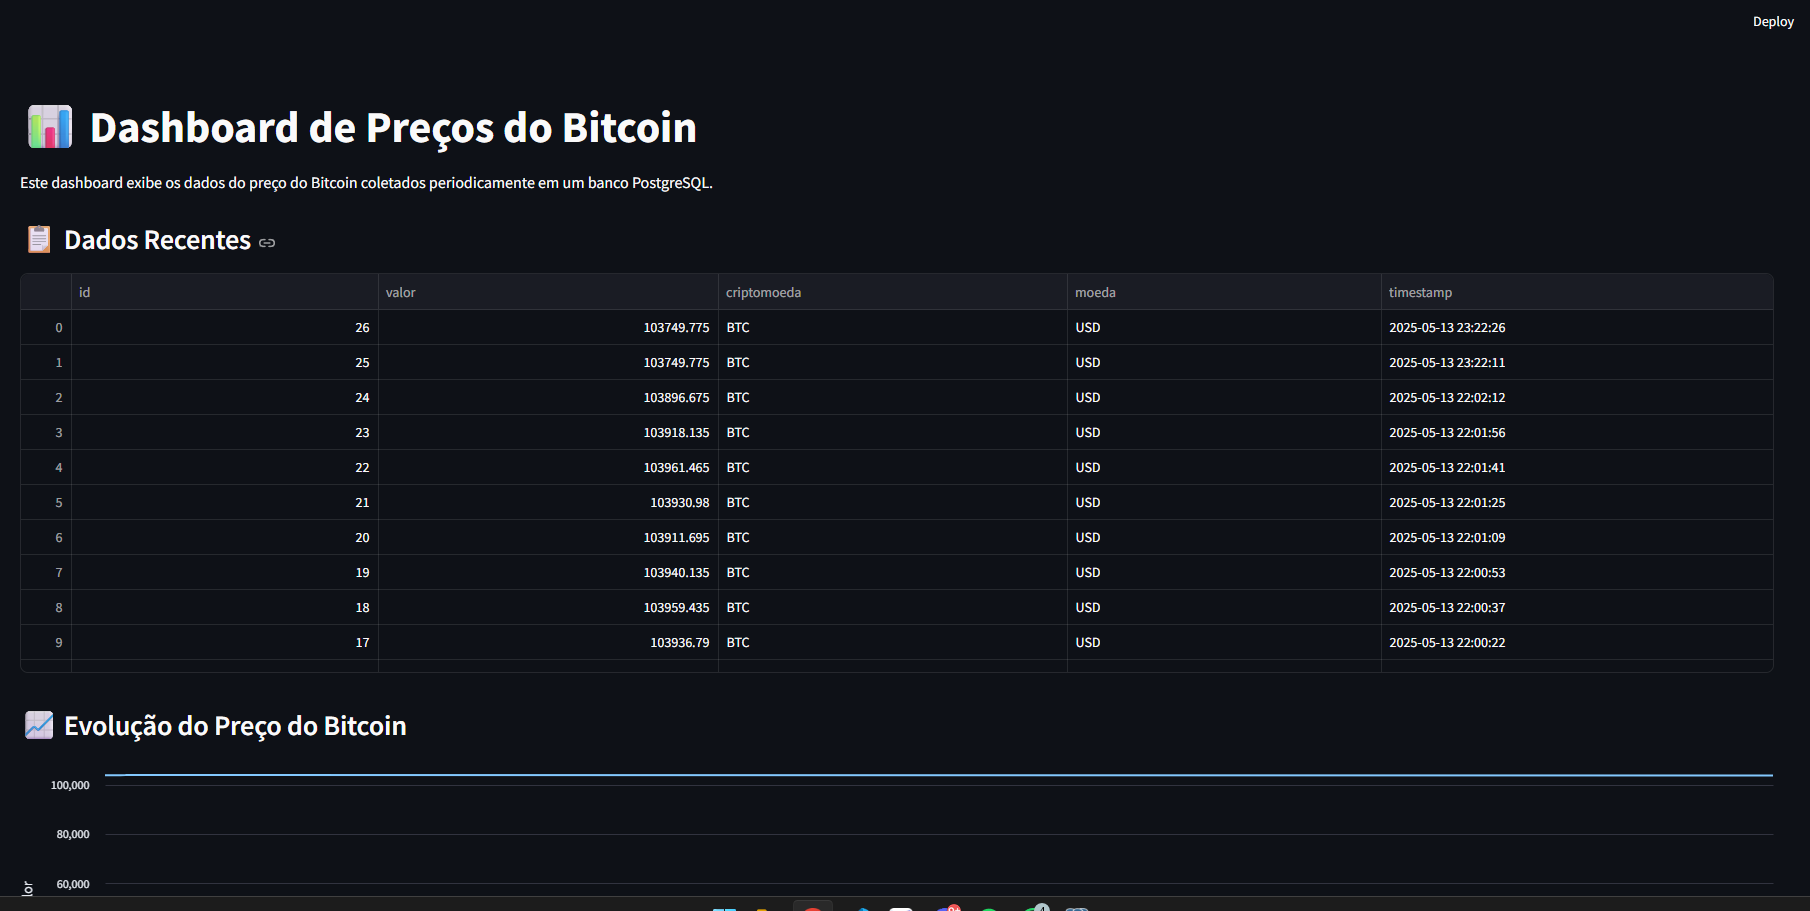 Deploy
Dashboard de Preços do Bitcoin
Este dashboard exibe os dados do preço do Bitcoin coletados periodicamente em um banco PostgreSQL.
Dados Recentes
id valor criptomoeda moeda timestamp
0 26 103749.775 BTC USD 2025-05-13 23:22:26
1 25 103749.775 BTC USD 2025-05-13 23:22:11
2 24 103896.675 BTC USD 2025-05-13 22:02:12
3 23 103918.135 BTC USD 2025-05-13 22:01:56
4 22 103961.465 BTC USD 2025-05-13 22:01:41
5 21 103930.98 BTC USD 2025-05-13 22:01:25
6 20 103911.695 BTC USD 2025-05-13 22:01:09
7 19 103940.135 BTC USD 2025-05-13 22:00:53
8 18 103959.435 BTC USD 2025-05-13 22:00:37
9 17 103936.79 BTC USD 2025-05-13 22:00:22
Evolução do Preço do Bitcoin
100,000
80,000
60,000